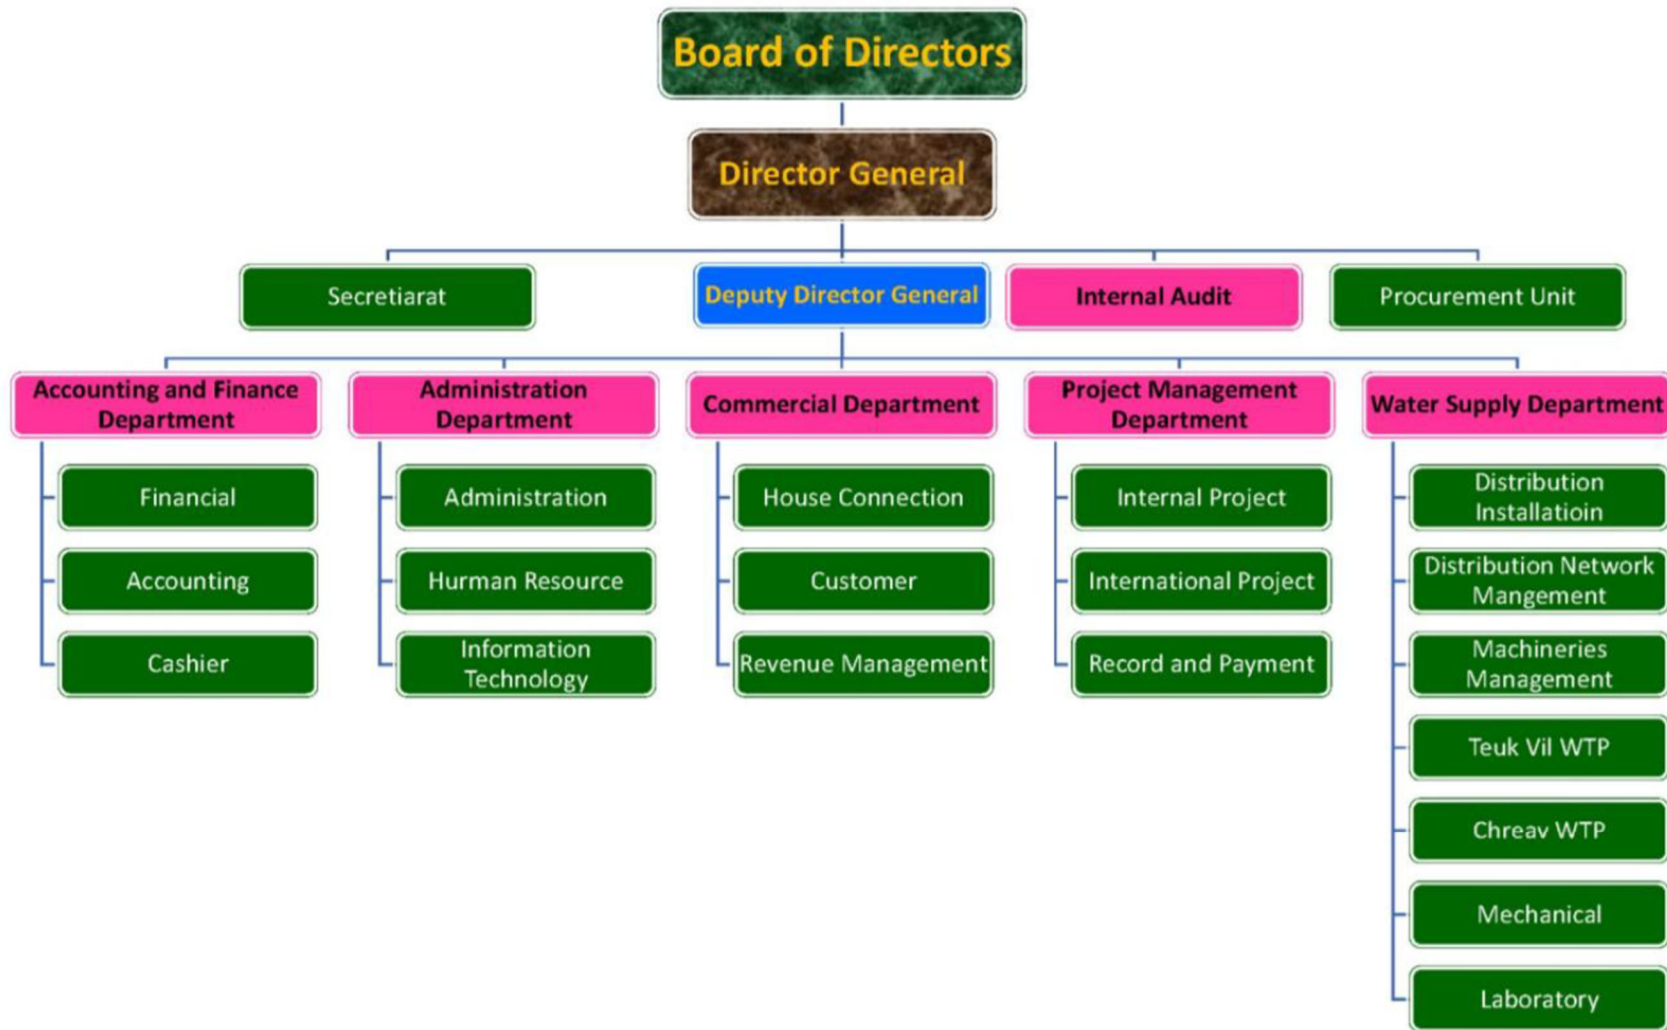 Board of Directors
Director General
Secretiarat
Deputy Director General
Internal Audit
Procurement Unit
Accounting and Finance
Department
Administration
Department
Commercial Department
Project Management
Department
Water Supply Department
Financial
Accounting
Cashier
Administration
Hurman Resource
Information
Technology
House Connection
Customer
Revenue Management
Internal Project
International Project
Record and Payment
Distribution
Installatioin
Distribution Network
Mangement
Machineries
Management
Teuk Vil WTP
Chreav WTP
Mechanical
Laboratory